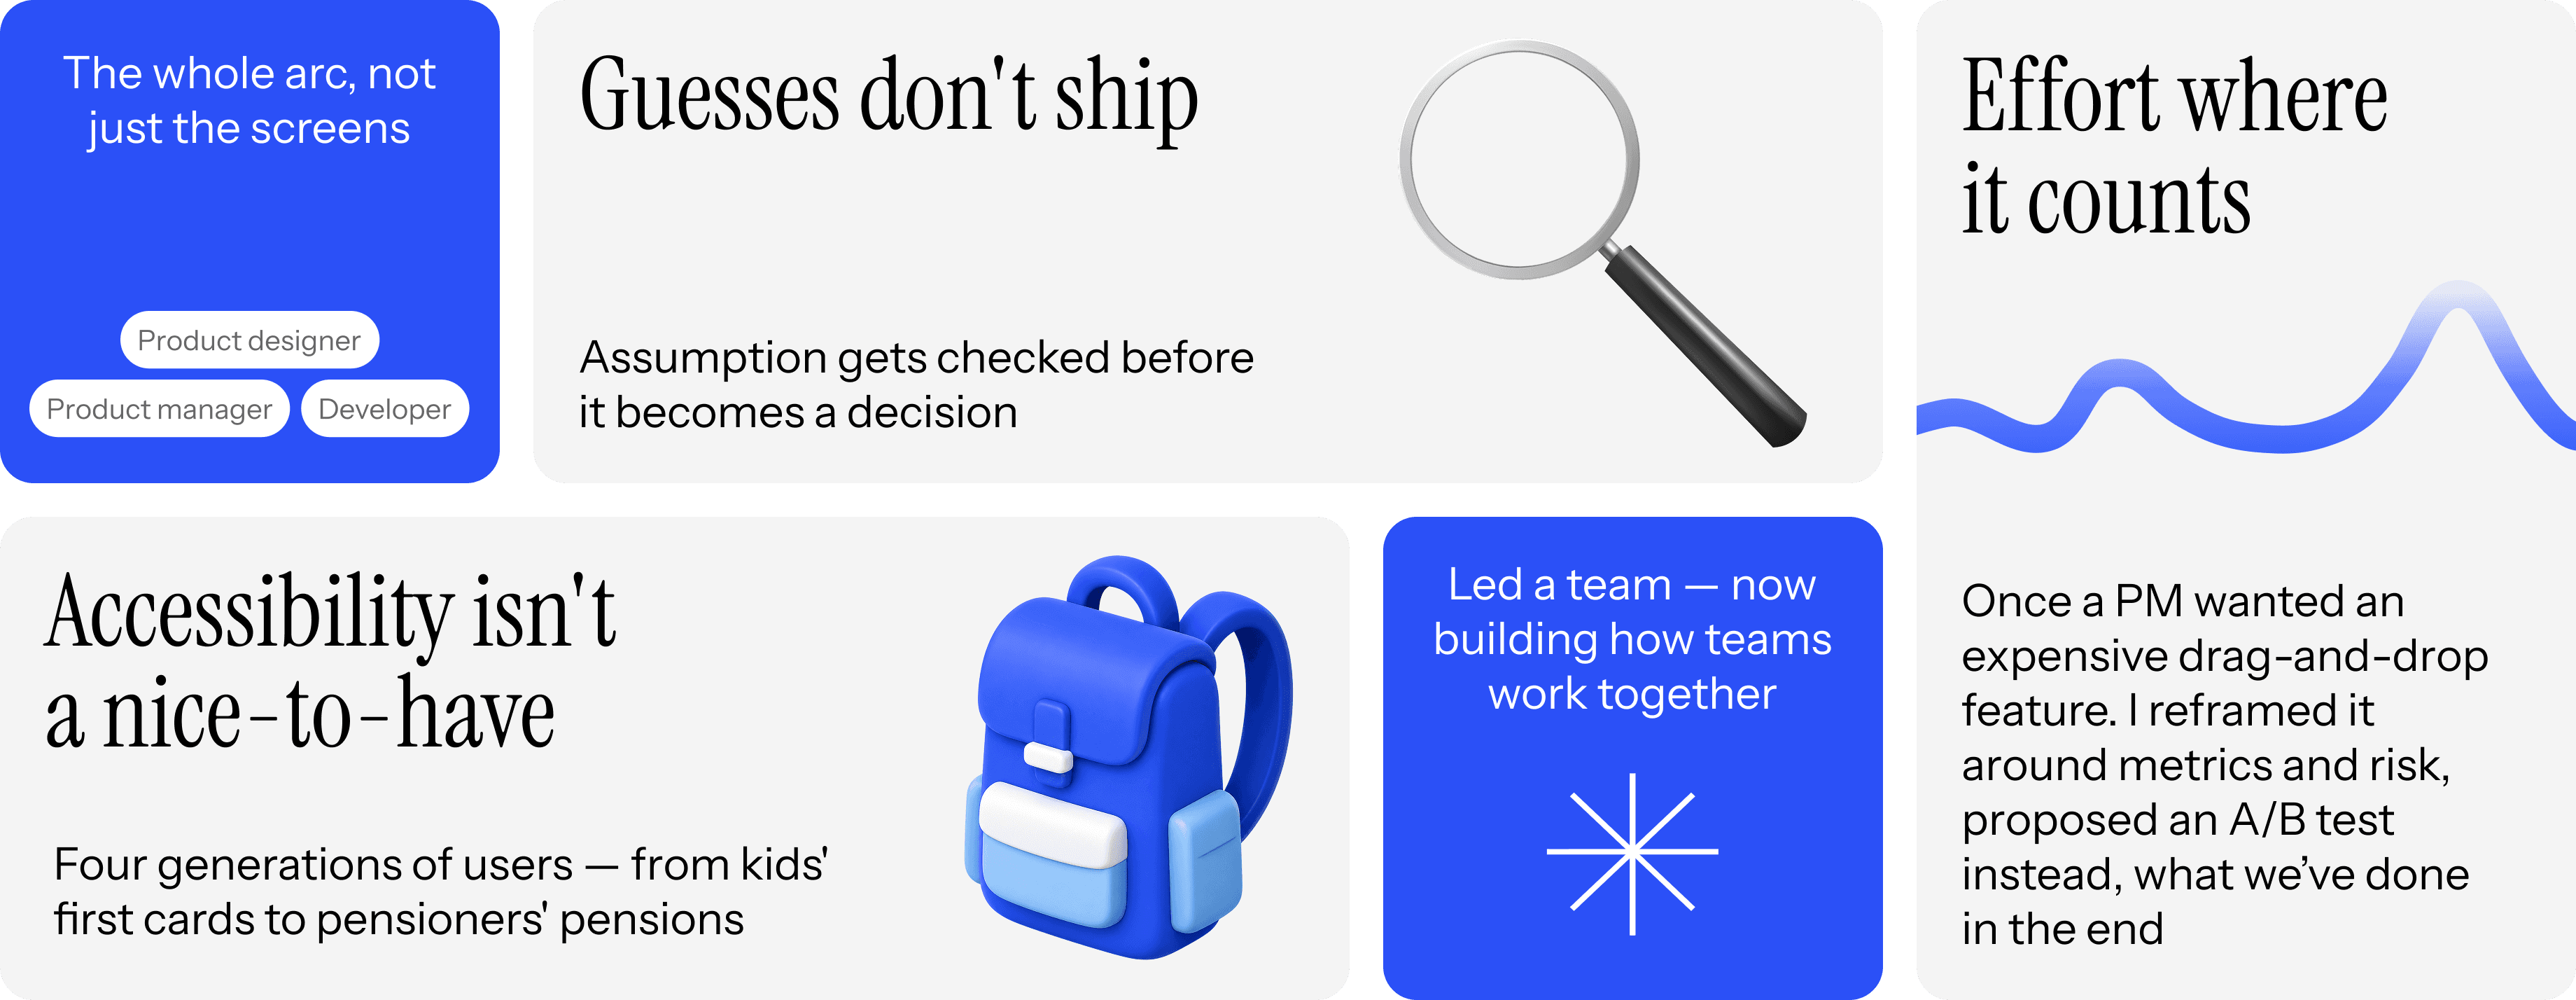 The whole arc, not
just the screens
Product designer
Product manager
Developer
Guesses don't ship
Assumption gets checked before
it becomes a decision
Effort where
it counts
Once a PM wanted an
expensive drag-and-drop
feature. I reframed it
around metrics and risk,
proposed an A/B test
instead, what we’ve done
in the end
Accessibility isn't
a nice-to-have
Four generations of users — from kids'
first cards to pensioners' pensions
Led a team — now
building how teams
work together